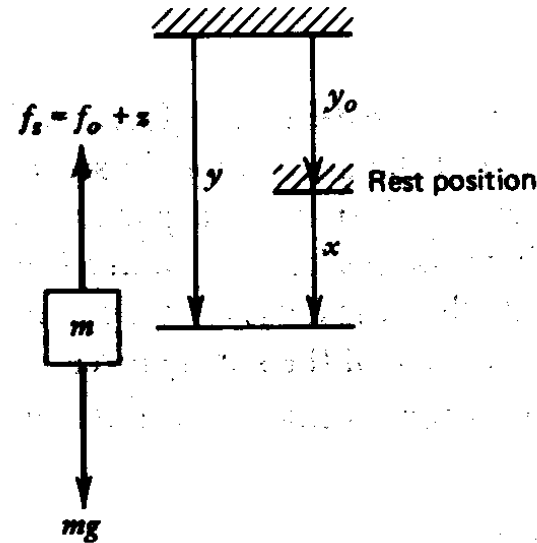 f_s = f_o + z
y_o
y
Rest position
x
m
mg